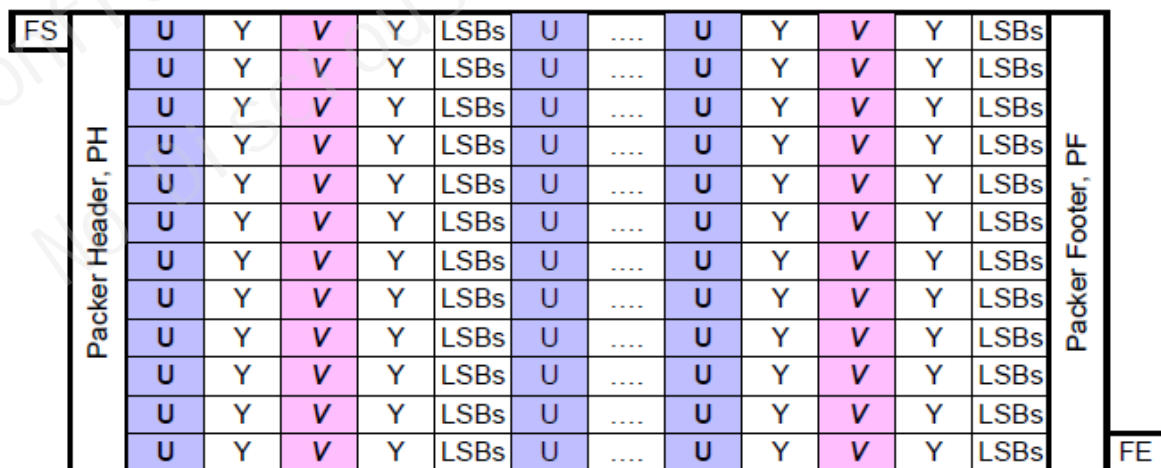 FS U Y V Y LSBs U .... U Y V Y LSBs
U Y V Y LSBs U .... U Y V Y LSBs
U Y V Y LSBs U .... U Y V Y LSBs
U Y V Y LSBs U .... U Y V Y LSBs
U Y V Y LSBs U .... U Y V Y LSBs
U Y V Y LSBs U .... U Y V Y LSBs
U Y V Y LSBs U .... U Y V Y LSBs
U Y V Y LSBs U .... U Y V Y LSBs
U Y V Y LSBs U .... U Y V Y LSBs
U Y V Y LSBs U .... U Y V Y LSBs
U Y V Y LSBs U .... U Y V Y LSBs
U Y V Y LSBs U .... U Y V Y LSBs FE
Packer Header, PH
Packer Footer, PF